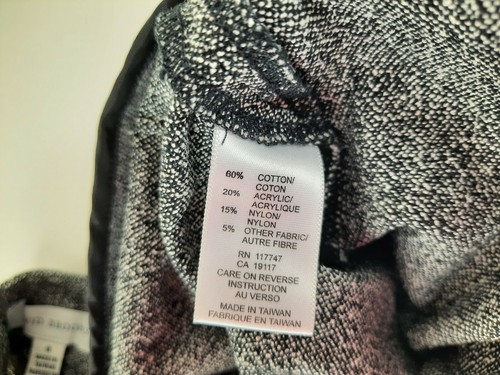 60% COTTON/
COTON
20% ACRYLIC/
ACRYLIQUE
15% NYLON/
NYLON
5% OTHER FABRIC/
AUTRE FIBRE
RN 117747
CA 19117
CARE ON REVERSE
INSTRUCTION
AU VERSO
MADE IN TAIWAN
FABRIQUE EN TAIWAN